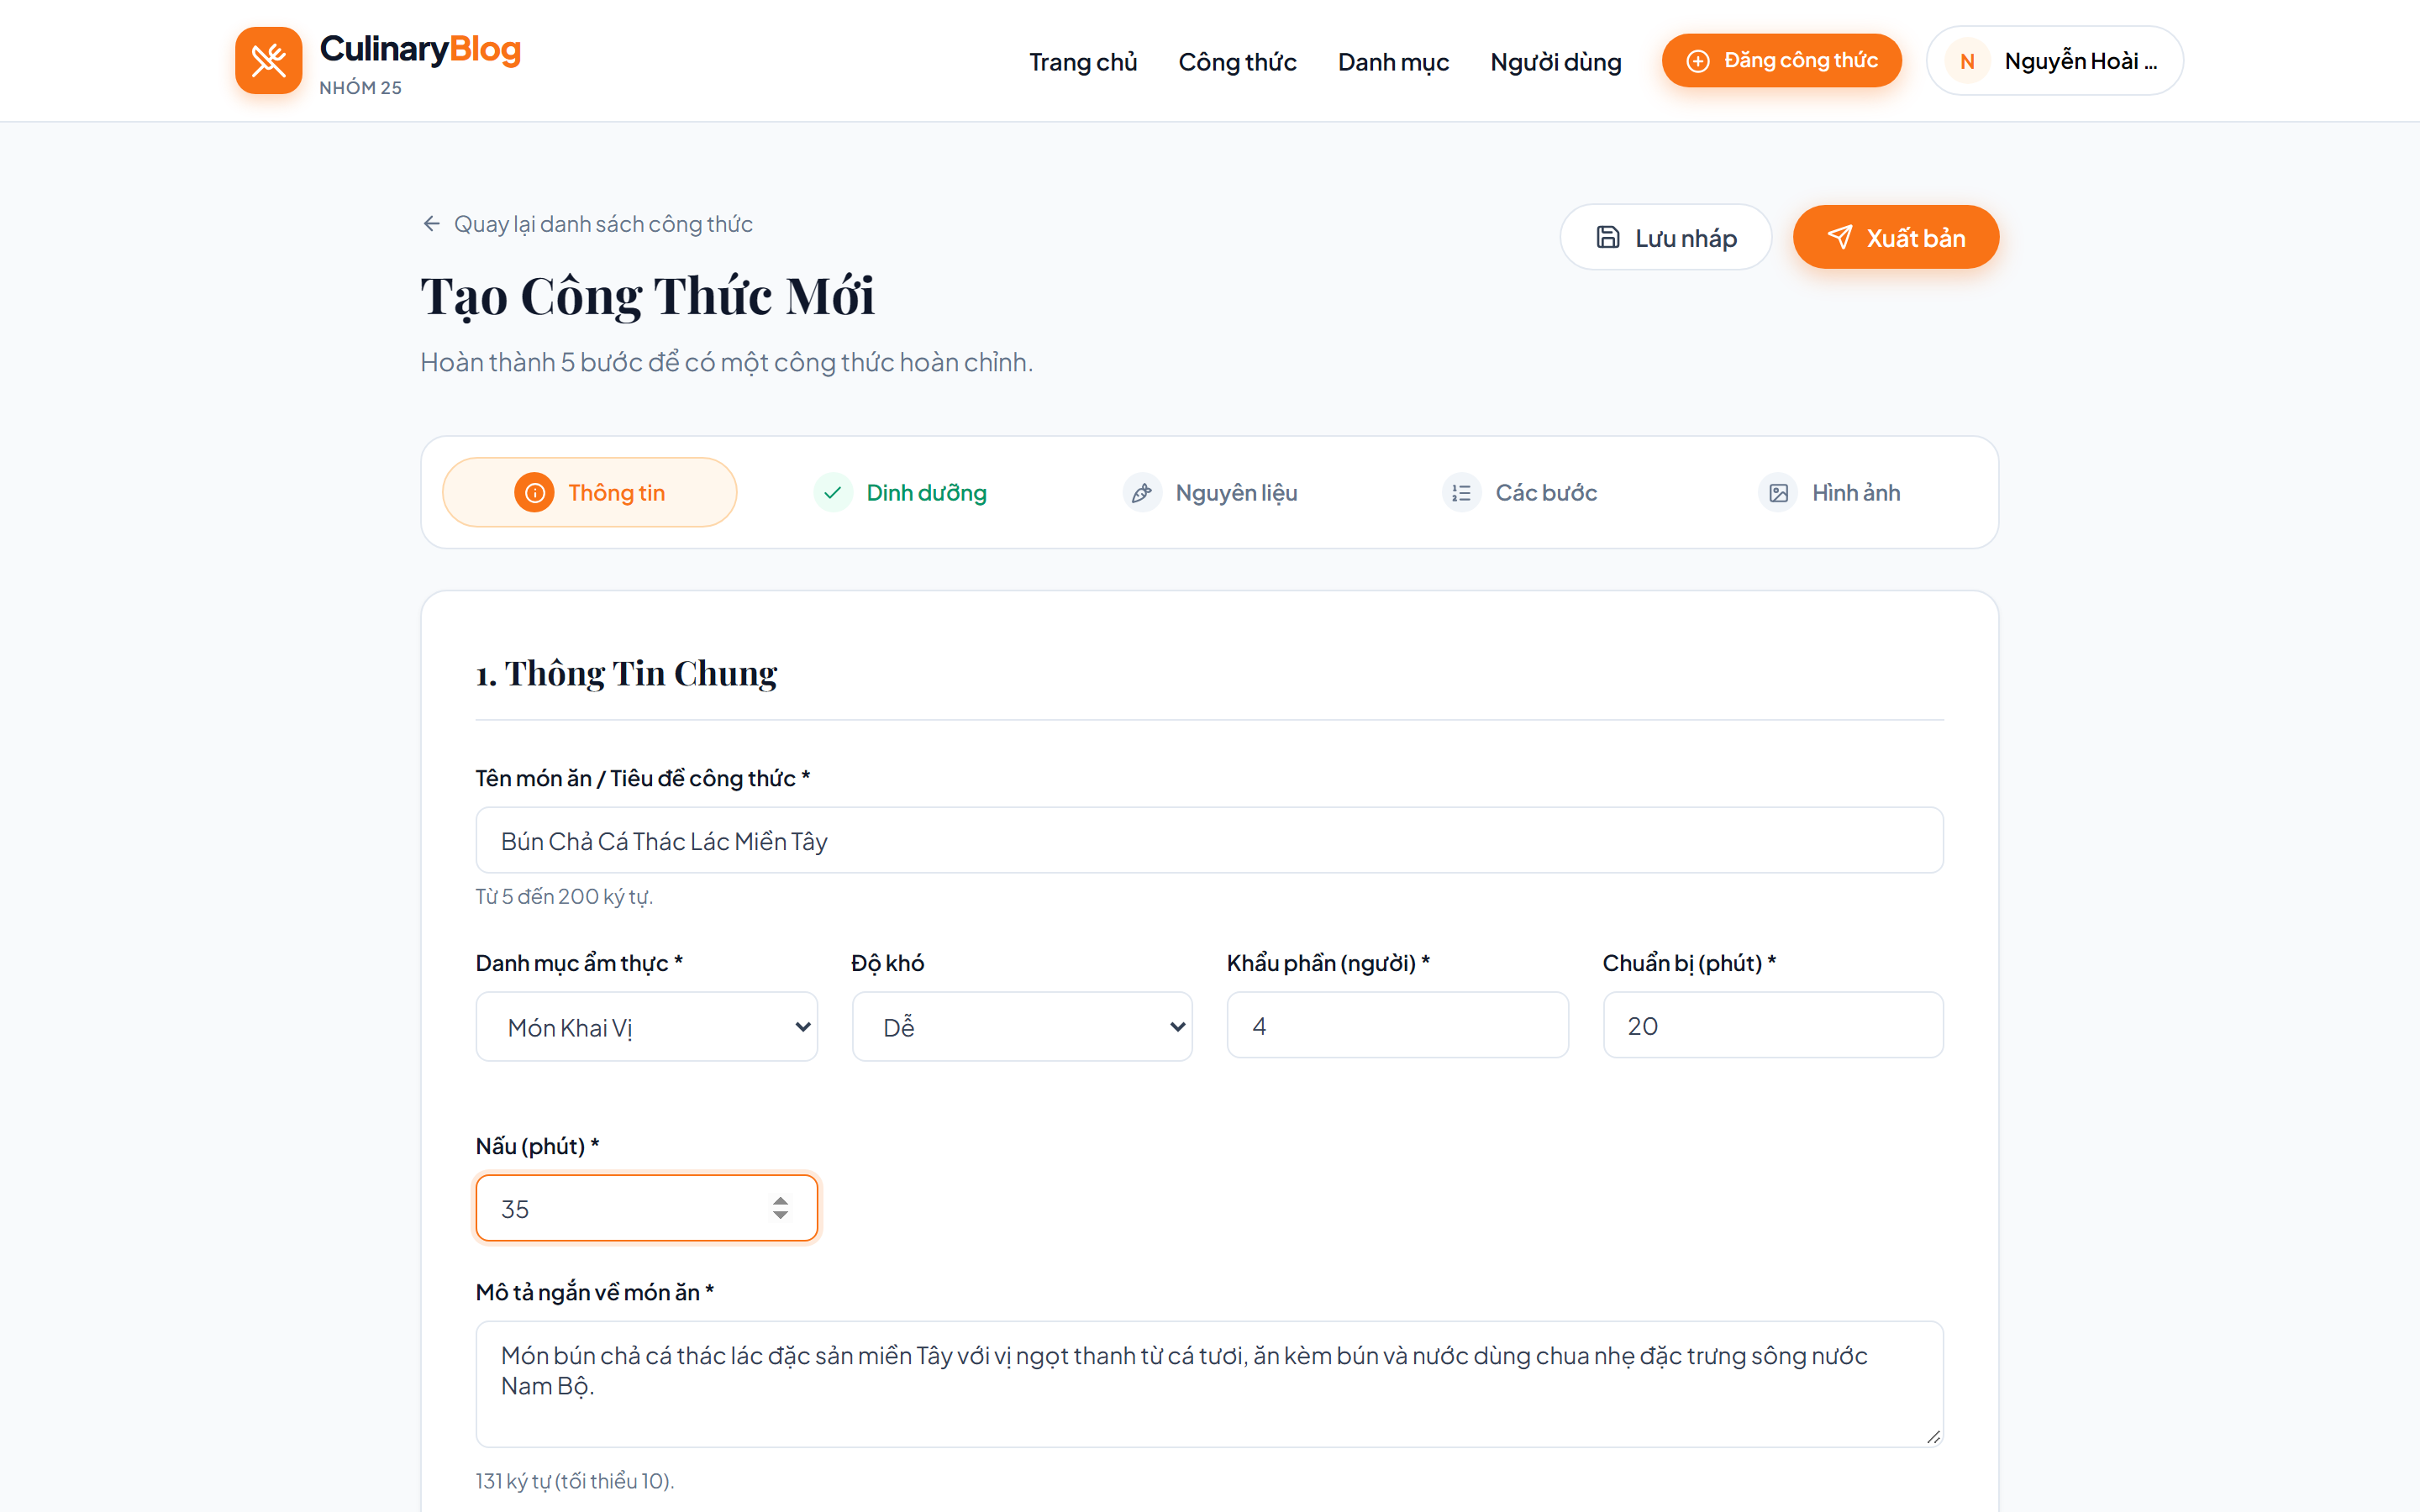 CulinaryBlog
NHÓM 25
Trang chủ
Công thức
Danh mục
Người dùng
Đăng công thức
N
Nguyễn Hoài ...
Quay lại danh sách công thức
Lưu nháp
Xuất bản
Tạo Công Thức Mới
Hoàn thành 5 bước để có một công thức hoàn chỉnh.
Thông tin
Dinh dưỡng
Nguyên liệu
Các bước
Hình ảnh
1. Thông Tin Chung
Tên món ăn / Tiêu đề công thức *
Bún Chả Cá Thác Lác Miền Tây
Từ 5 đến 200 ký tự.
Danh mục ẩm thực *
Độ khó
Khẩu phần (người) *
Chuẩn bị (phút) *
Món Khai Vị
Dễ
4
20
Nấu (phút) *
35
Mô tả ngắn về món ăn *
Món bún chả cá thác lác đặc sản miền Tây với vị ngọt thanh từ cá tươi, ăn kèm bún và nước dùng chua nhẹ đặc trưng sông nước
Nam Bộ.
131 ký tự (tối thiểu 10).